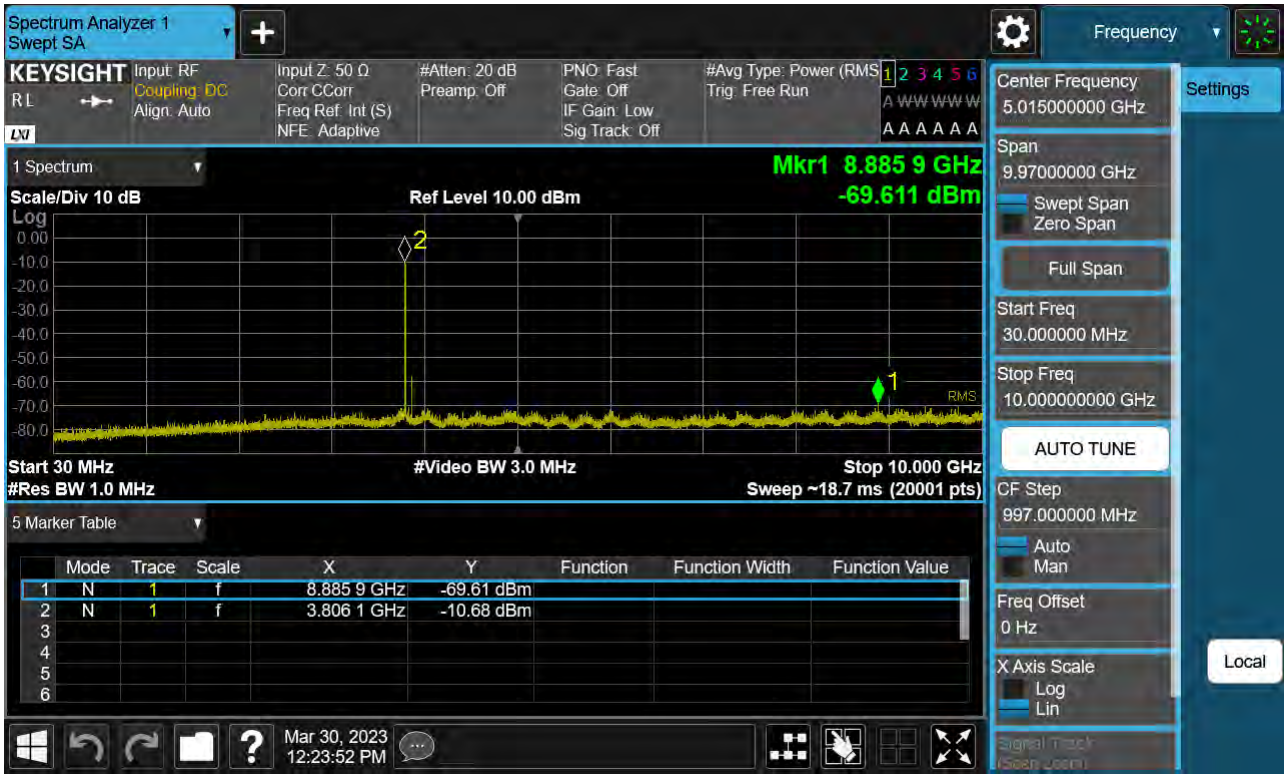 Spectrum Analyzer 1
Swept SA
Frequency
KEYSIGHT
RL
LXI
Input: RF
Coupling: DC
Align: Auto
Input Z: 50 Ω
Corr CCorr
Freq Ref: Int (S)
NFE: Adaptive
#Atten: 20 dB
Preamp: Off
PNO: Fast
Gate: Off
IF Gain: Low
Sig Track: Off
#Avg Type: Power (RMS
Trig: Free Run
1 2 3 4 5 6
A W W W W W
A A A A A A
1 Spectrum
Mkr1 8.885 9 GHz
Scale/Div 10 dB
Ref Level 10.00 dBm
-69.611 dBm
Log
0.00
-10.0
-20.0
-30.0
-40.0
-50.0
-60.0
-70.0
-80.0
2
1
RMS
Start 30 MHz
#Video BW 3.0 MHz
Stop 10.000 GHz
#Res BW 1.0 MHz
Sweep ~18.7 ms (20001 pts)
5 Marker Table
Mode Trace Scale X Y Function Function Width Function Value
1 N 1 f 8.885 9 GHz -69.61 dBm
2 N 1 f 3.806 1 GHz -10.68 dBm
3
4
5
6
Mar 30, 2023
12:23:52 PM
?
Center Frequency
5.015000000 GHz
Settings
Span
9.97000000 GHz
Swept Span
Zero Span
Full Span
Start Freq
30.000000 MHz
Stop Freq
10.000000000 GHz
AUTO TUNE
CF Step
997.000000 MHz
Auto
Man
Freq Offset
0 Hz
X Axis Scale
Log
Lin
Local
Signal Track
(Span Zoom)